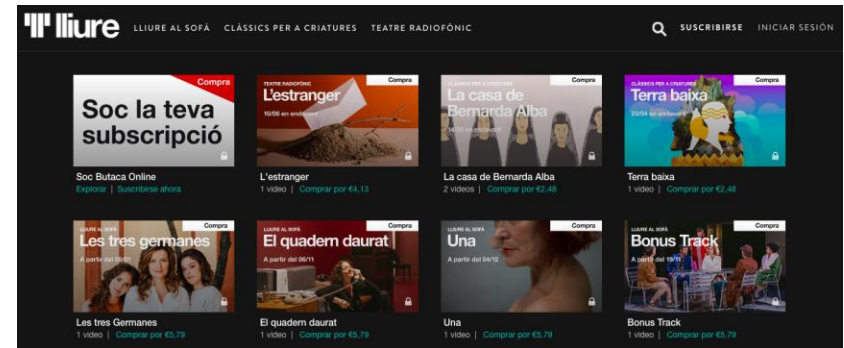 lliure LLIURE AL SOFÀ CLÀSSICS PER A CRIATURES TEATRE RADIOFÒNIC SUSCRIBIRSE INICIAR SESIÓN
Compra
Soc la teva
subscripció
Soc Butaca Online
Explorar | Suscribirse ahora
Compra
TEATRE RADIOFÒNIC
L'estranger
10/06 en endavant
L'estranger
1 video | Comprar por €4,13
Compra
CLÀSSICS PER A CRIATURES
La casa de
Bernarda Alba
en endavant
La casa de Bernarda Alba
2 videos | Comprar por €2,48
Compra
CLÀSSICS PER A CRIATURES
Terra baixa
23/04 en endavant
Terra baixa
1 video | Comprar por €2,48
Compra
LLIURE AL SOFÀ
Les tres germanes
A partir del 08/01
Les tres Germanes
1 video | Comprar por €5,79
Compra
LLIURE AL SOFÀ
El quadern daurat
A partir del 06/11
El quadern daurat
1 video | Comprar por €5,79
Compra
LLIURE AL SOFÀ
Una
A partir del 04/12
Una
1 video | Comprar por €5,79
Compra
LLIURE AL SOFÀ
Bonus Track
A partir del 19/11
Bonus Track
1 video | Comprar por €5,79